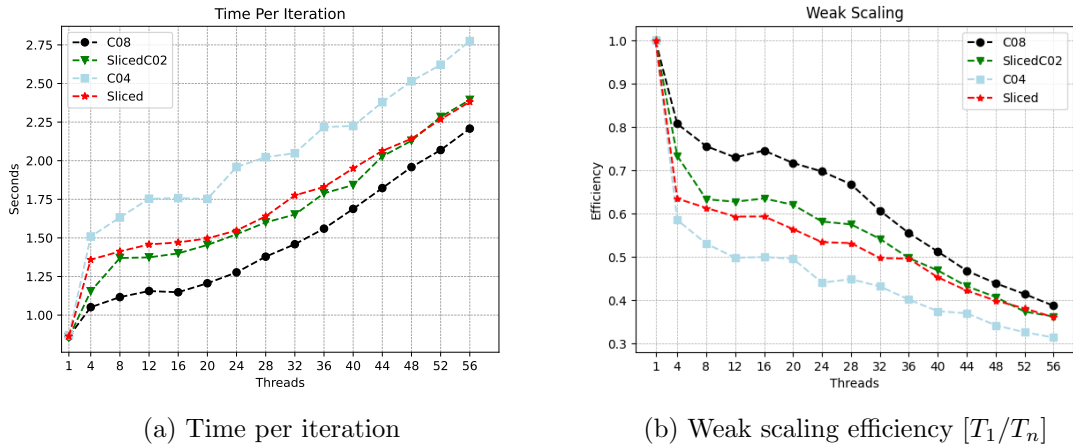 Time Per Iteration
2.75
2.50
2.25
2.00
1.75
1.50
1.25
1.00
Seconds
C08
SlicedC02
C04
Sliced
1 4 8 12 16 20 24 28 32 36 40 44 48 52 56
Threads
(a) Time per iteration
Weak Scaling
1.0
0.9
0.8
0.7
0.6
0.5
0.4
0.3
Efficiency
C08
SlicedC02
C04
Sliced
1 4 8 12 16 20 24 28 32 36 40 44 48 52 56
Threads
(b) Weak scaling efficiency [T₁/Tₙ]